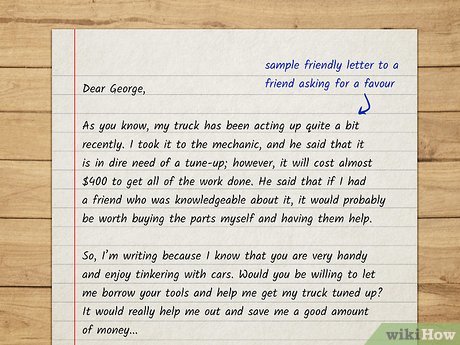 sample friendly letter to a
friend asking for a favour
Dear George,
As you know, my truck has been acting up quite a bit
recently. I took it to the mechanic, and he said that it
is in dire need of a tune-up; however, it will cost almost
$400 to get all of the work done. He said that if I had
a friend who was knowledgeable about it, it would probably
be worth buying the parts myself and having them help.
So, I'm writing because I know that you are very handy
and enjoy tinkering with cars. Would you be willing to let
me borrow your tools and help me get my truck tuned up?
It would really help me out and save me a good amount
of money...
wikiHow